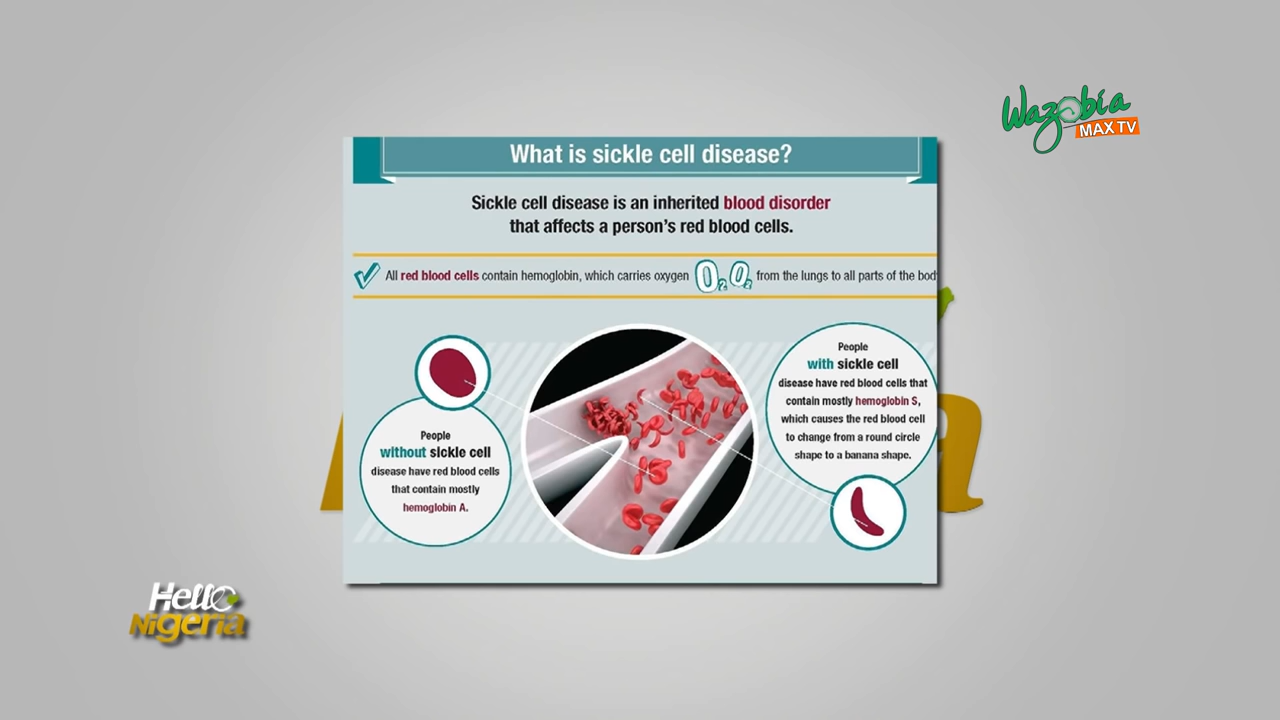 Wazobia
MAX TV
What is sickle cell disease?
Sickle cell disease is an inherited blood disorder
that affects a person's red blood cells.
All red blood cells contain hemoglobin, which carries oxygen O2 O2 from the lungs to all parts of the bod
People
without sickle cell
disease have red blood cells
that contain mostly
hemoglobin A.
People
with sickle cell
disease have red blood cells that
contain mostly hemoglobin S,
which causes the red blood cell
to change from a round circle
shape to a banana shape.
Hello
Nigeria